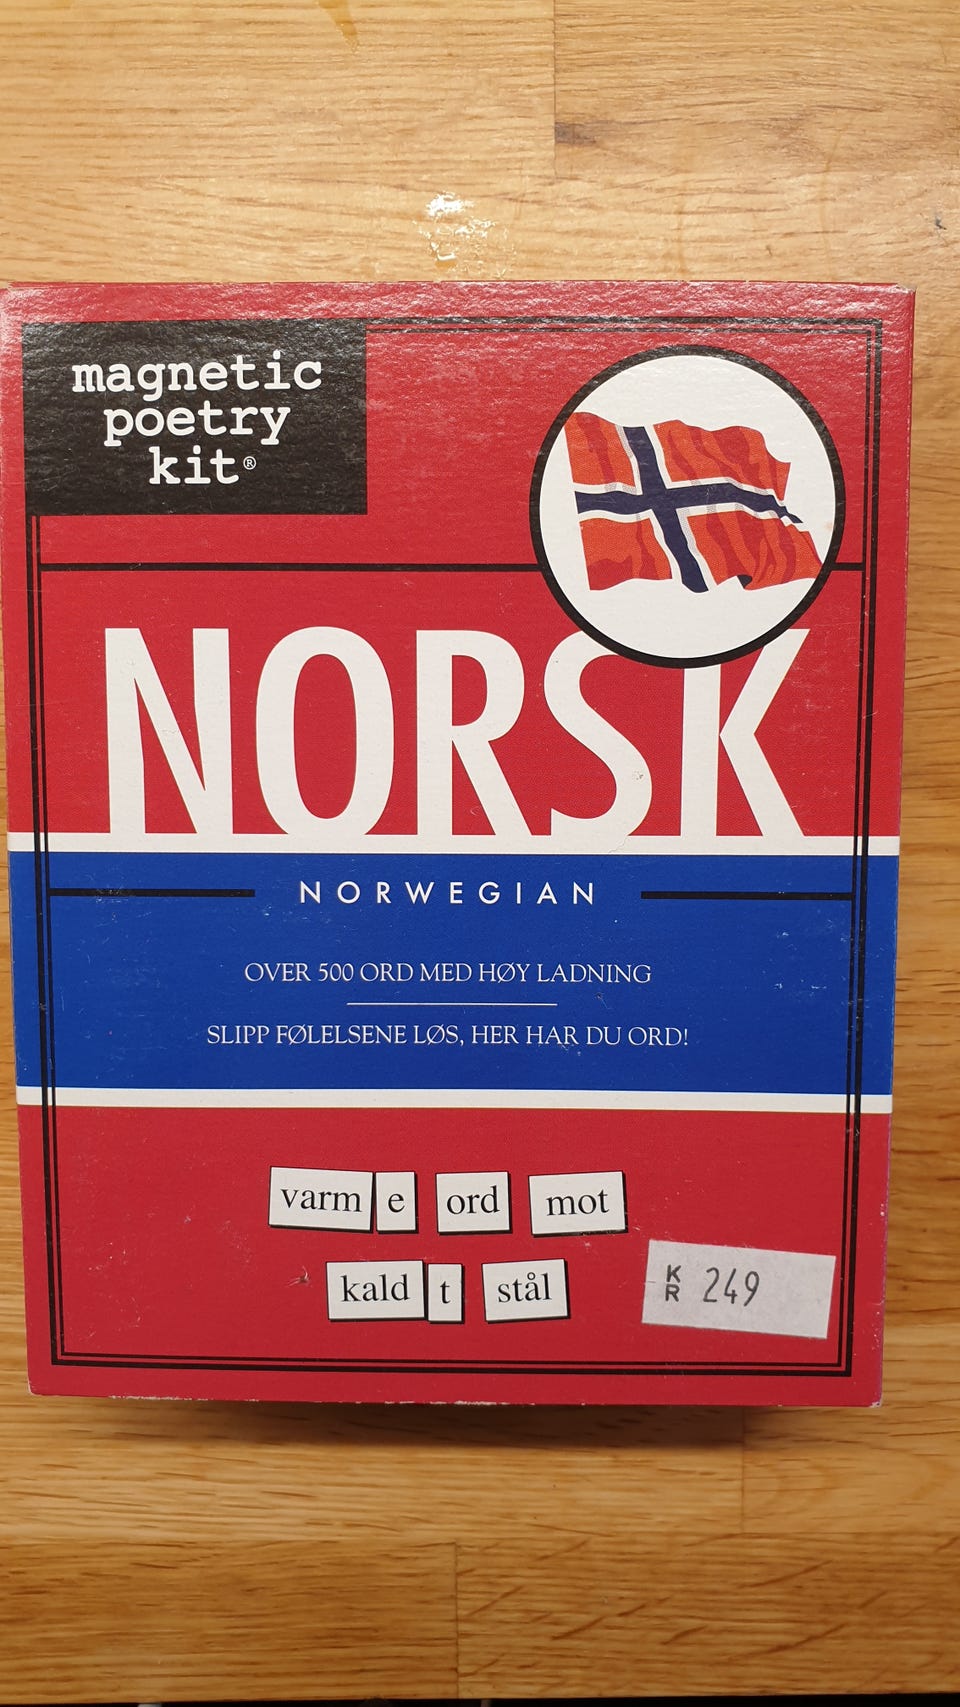 magnetic
poetry
kit®
NORSK
NORWEGIAN
OVER 500 ORD MED HØY LADNING
SLIPP FØLELSENE LØS, HER HAR DU ORD!
varm e ord mot
kald t stål
KR 249